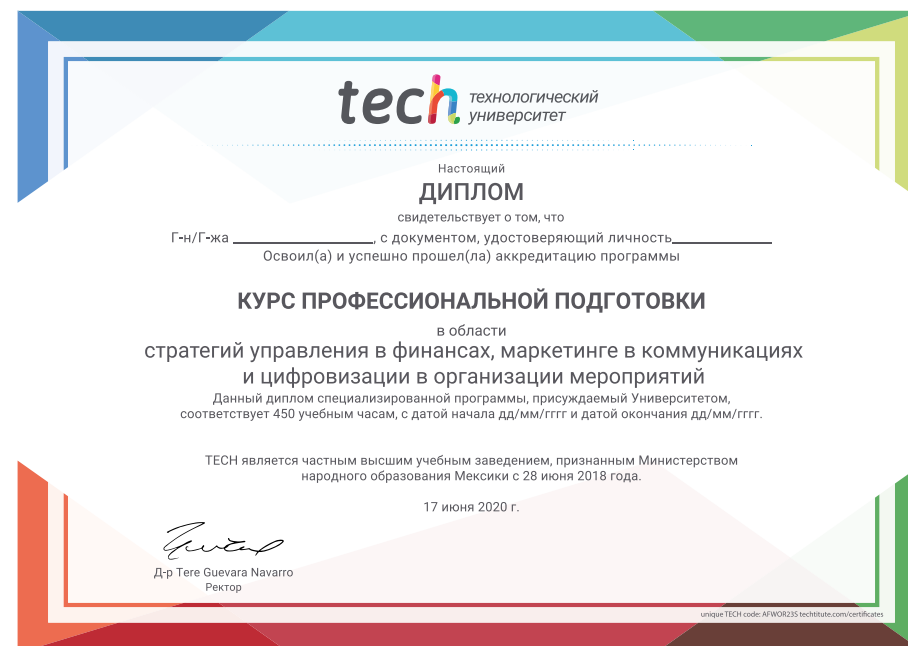 tech технологический
университет
Настоящий
ДИПЛОМ
свидетельствует о том, что
Г-н/Г-жа ____________________, с документом, удостоверяющий личность______________
Освоил(а) и успешно прошел(ла) аккредитацию программы
КУРС ПРОФЕССИОНАЛЬНОЙ ПОДГОТОВКИ
в области
стратегий управления в финансах, маркетинге в коммуникациях
и цифровизации в организации мероприятий
Данный диплом специализированной программы, присуждаемый Университетом,
соответствует 450 учебным часам, с датой начала дд/мм/гггг и датой окончания дд/мм/гггг.
TECH является частным высшим учебным заведением, признанным Министерством
народного образования Мексики с 28 июня 2018 года.
17 июня 2020 г.
Д-р Tere Guevara Navarro
Ректор
unique TECH code: AFWOR23S techtitute.com/certificates